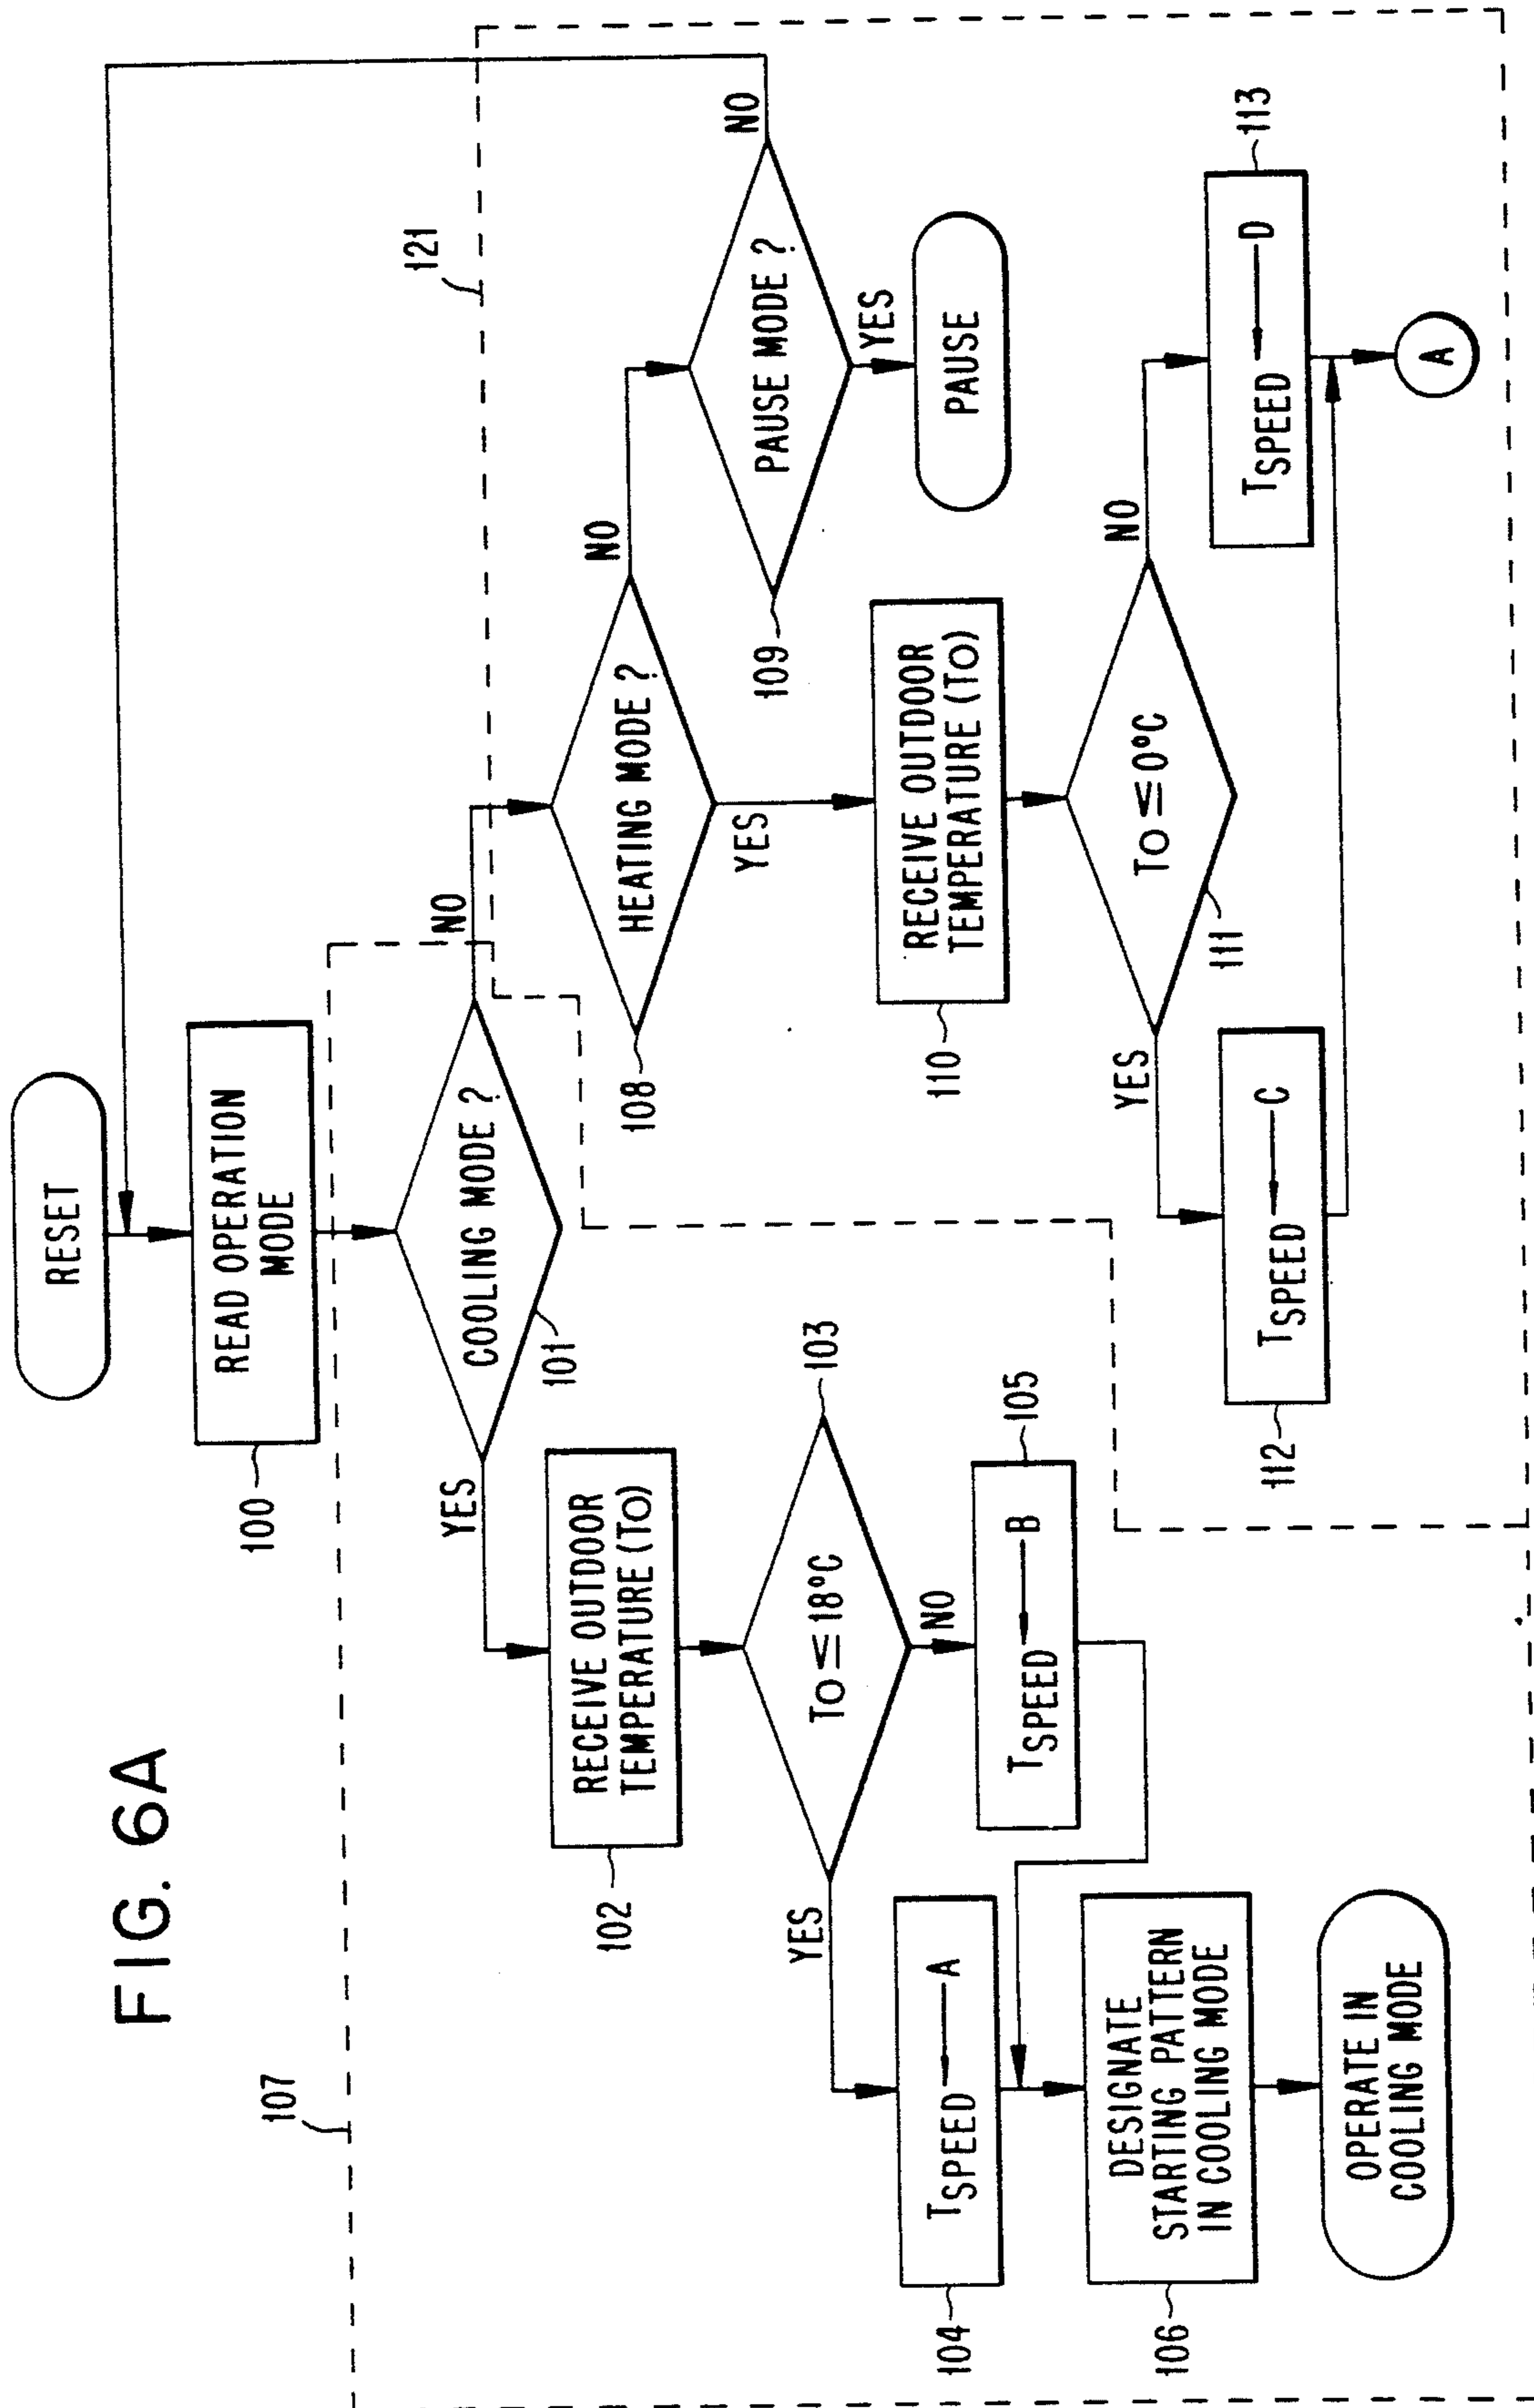 FIG. 6A
RESET
READ OPERATION
MODE
100
107
COOLING MODE ?
101
YES
NO
121
RECEIVE OUTDOOR
TEMPERATURE (TO)
102
TO ≤ 18°C
103
YES
NO
TSPEED ← A
104
TSPEED ← B
105
DESIGNATE
STARTING PATTERN
IN COOLING MODE
106
OPERATE IN
COOLING MODE
HEATING MODE ?
108
NO
YES
PAUSE MODE ?
109
NO
YES
PAUSE
RECEIVE OUTDOOR
TEMPERATURE (TO)
110
TO ≤ 0°C
111
YES
NO
TSPEED ← C
112
TSPEED ← D
113
A